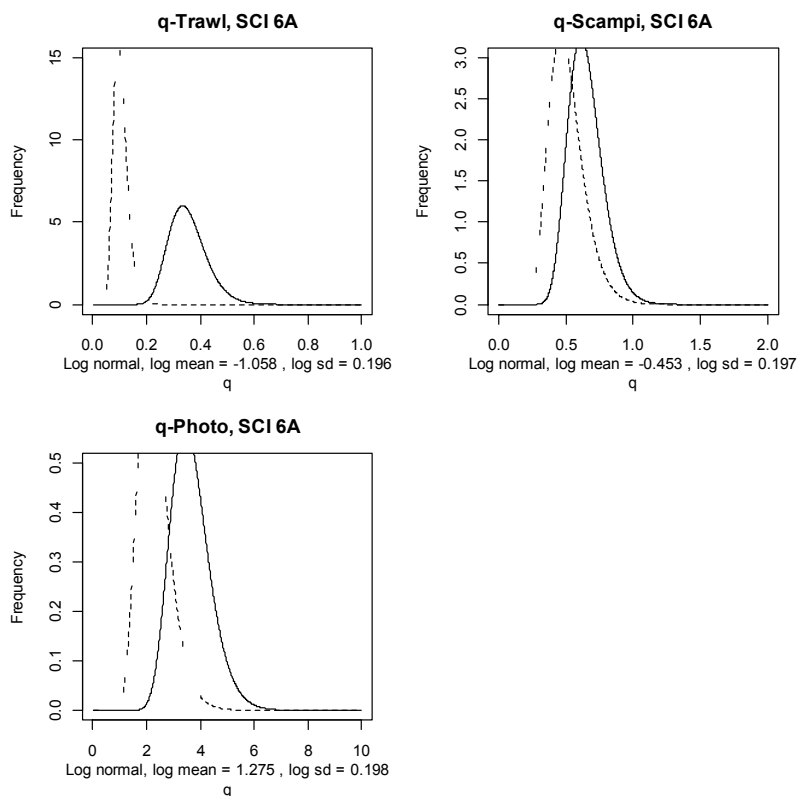 q-Trawl, SCI 6A
Frequency
15
10
5
0
0.0 0.2 0.4 0.6 0.8 1.0
Log normal, log mean = -1.058 , log sd = 0.196
q
q-Scampi, SCI 6A
Frequency
3.0
2.5
2.0
1.5
1.0
0.5
0.0
0.0 0.5 1.0 1.5 2.0
Log normal, log mean = -0.453 , log sd = 0.197
q
q-Photo, SCI 6A
Frequency
0.5
0.4
0.3
0.2
0.1
0.0
0 2 4 6 8 10
Log normal, log mean = 1.275 , log sd = 0.198
q